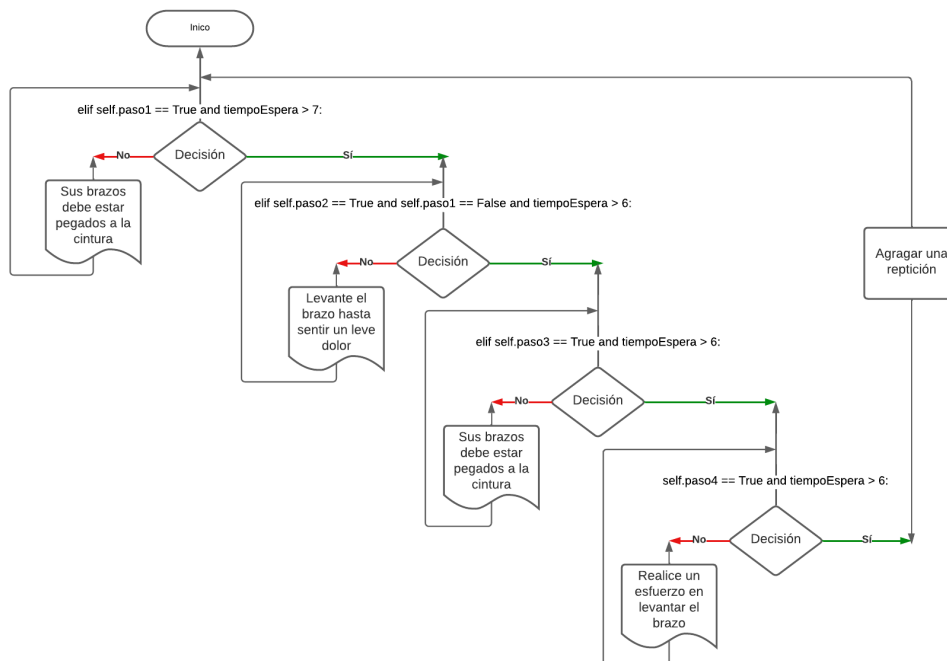 Inico
elif self.paso1 == True and tiempoEspera > 7:
Decisión
No
Sí
Sus brazos
debe estar
pegados a la
cintura
elif self.paso2 == True and self.paso1 == False and tiempoEspera > 6:
Decisión
No
Sí
Agragar una
reptición
Levante el
brazo hasta
sentir un leve
dolor
elif self.paso3 == True and tiempoEspera > 6:
Decisión
No
Sí
Sus brazos
debe estar
pegados a la
cintura
self.paso4 == True and tiempoEspera > 6:
Decisión
No
Sí
Realice un
esfuerzo en
levantar el
brazo